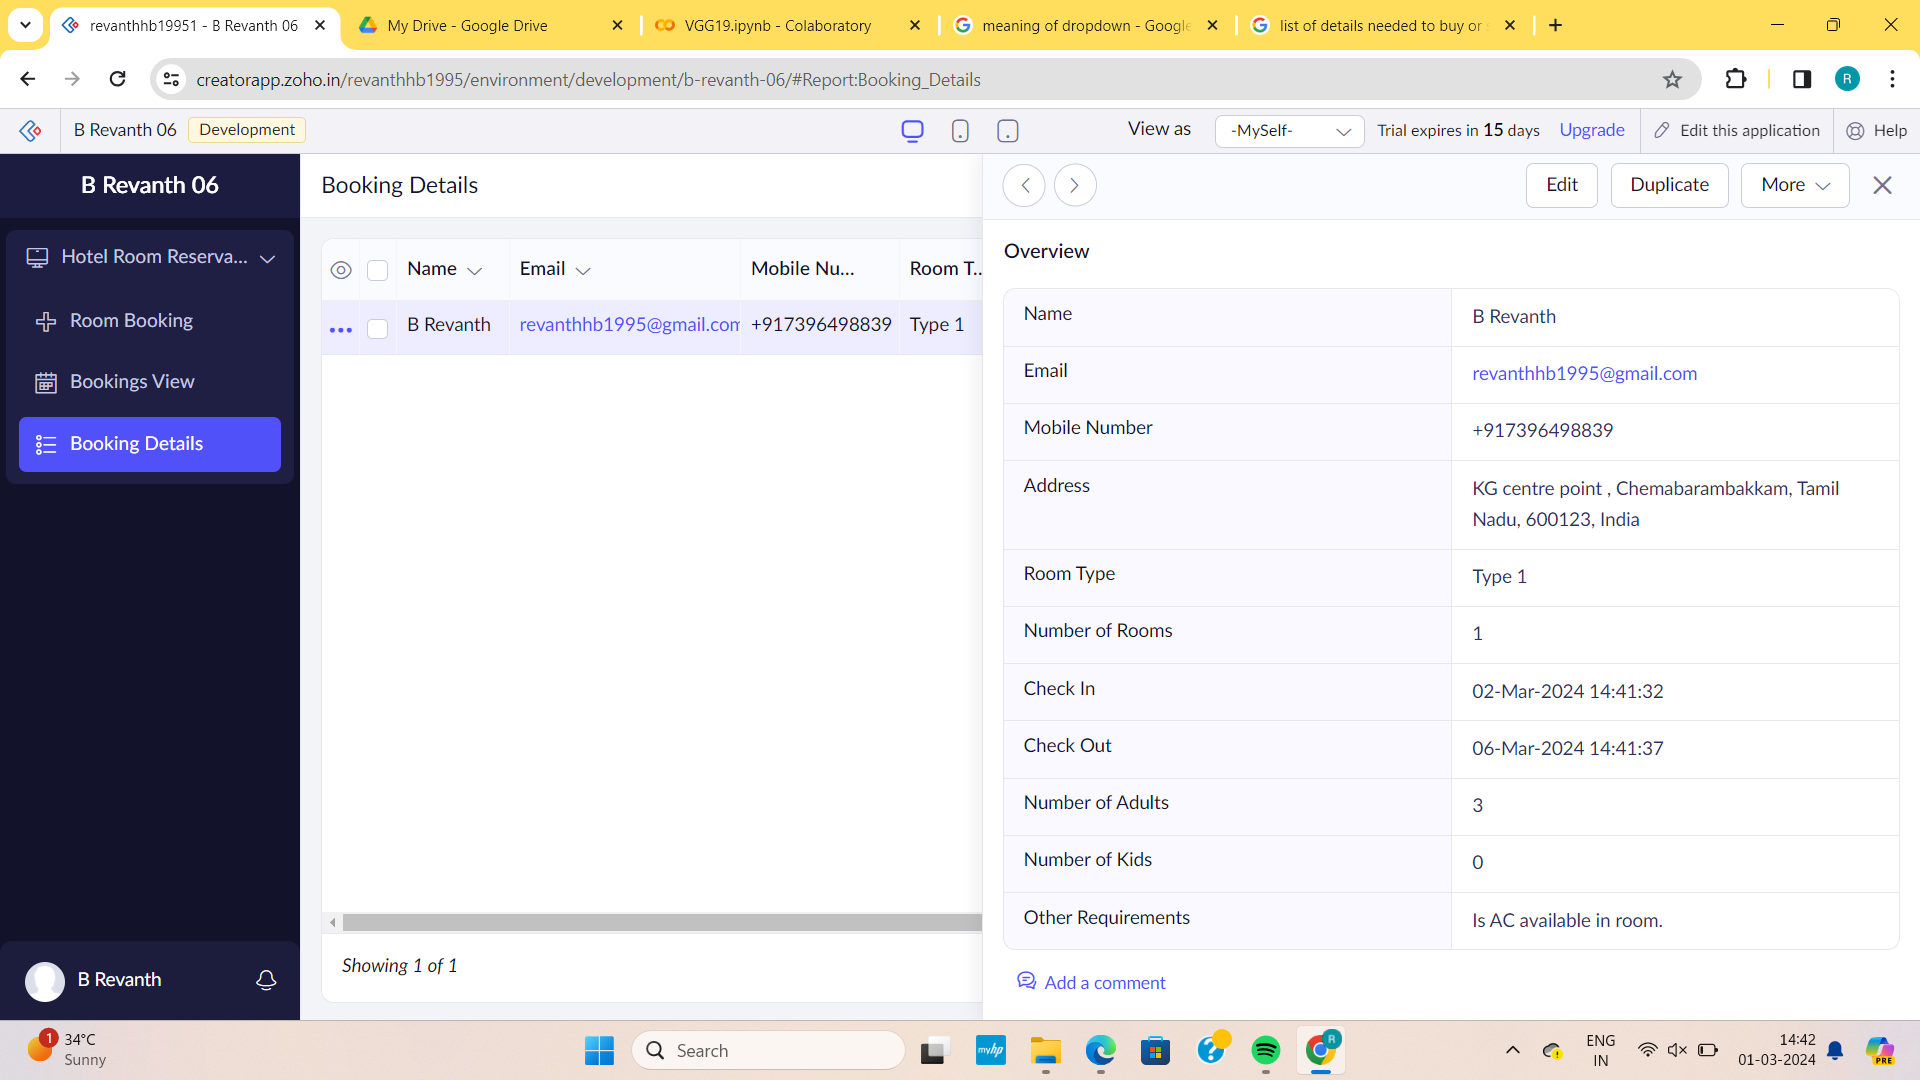 revanthhb19951 - B Revanth 06
My Drive - Google Drive
VGG19.ipynb - Colaboratory
meaning of dropdown - Google
list of details needed to buy or
creatorapp.zoho.in/revanthhb1995/environment/development/b-revanth-06/#Report:Booking_Details
R
B Revanth 06
Development
View as
-MySelf-
Trial expires in 15 days
Upgrade
Edit this application
Help
B Revanth 06
Hotel Room Reserva...
Room Booking
Bookings View
Booking Details
B Revanth
Booking Details
Name
Email
Mobile Nu...
Room T...
B Revanth
revanthhb1995@gmail.com
+917396498839
Type 1
Showing 1 of 1
Edit
Duplicate
More
Overview
Name
B Revanth
Email
revanthhb1995@gmail.com
Mobile Number
+917396498839
Address
KG centre point , Chemabarambakkam, Tamil
Nadu, 600123, India
Room Type
Type 1
Number of Rooms
1
Check In
02-Mar-2024 14:41:32
Check Out
06-Mar-2024 14:41:37
Number of Adults
3
Number of Kids
0
Other Requirements
Is AC available in room.
Add a comment
1
34°C
Sunny
Search
myhp
R
ENG
IN
14:42
01-03-2024
PRE